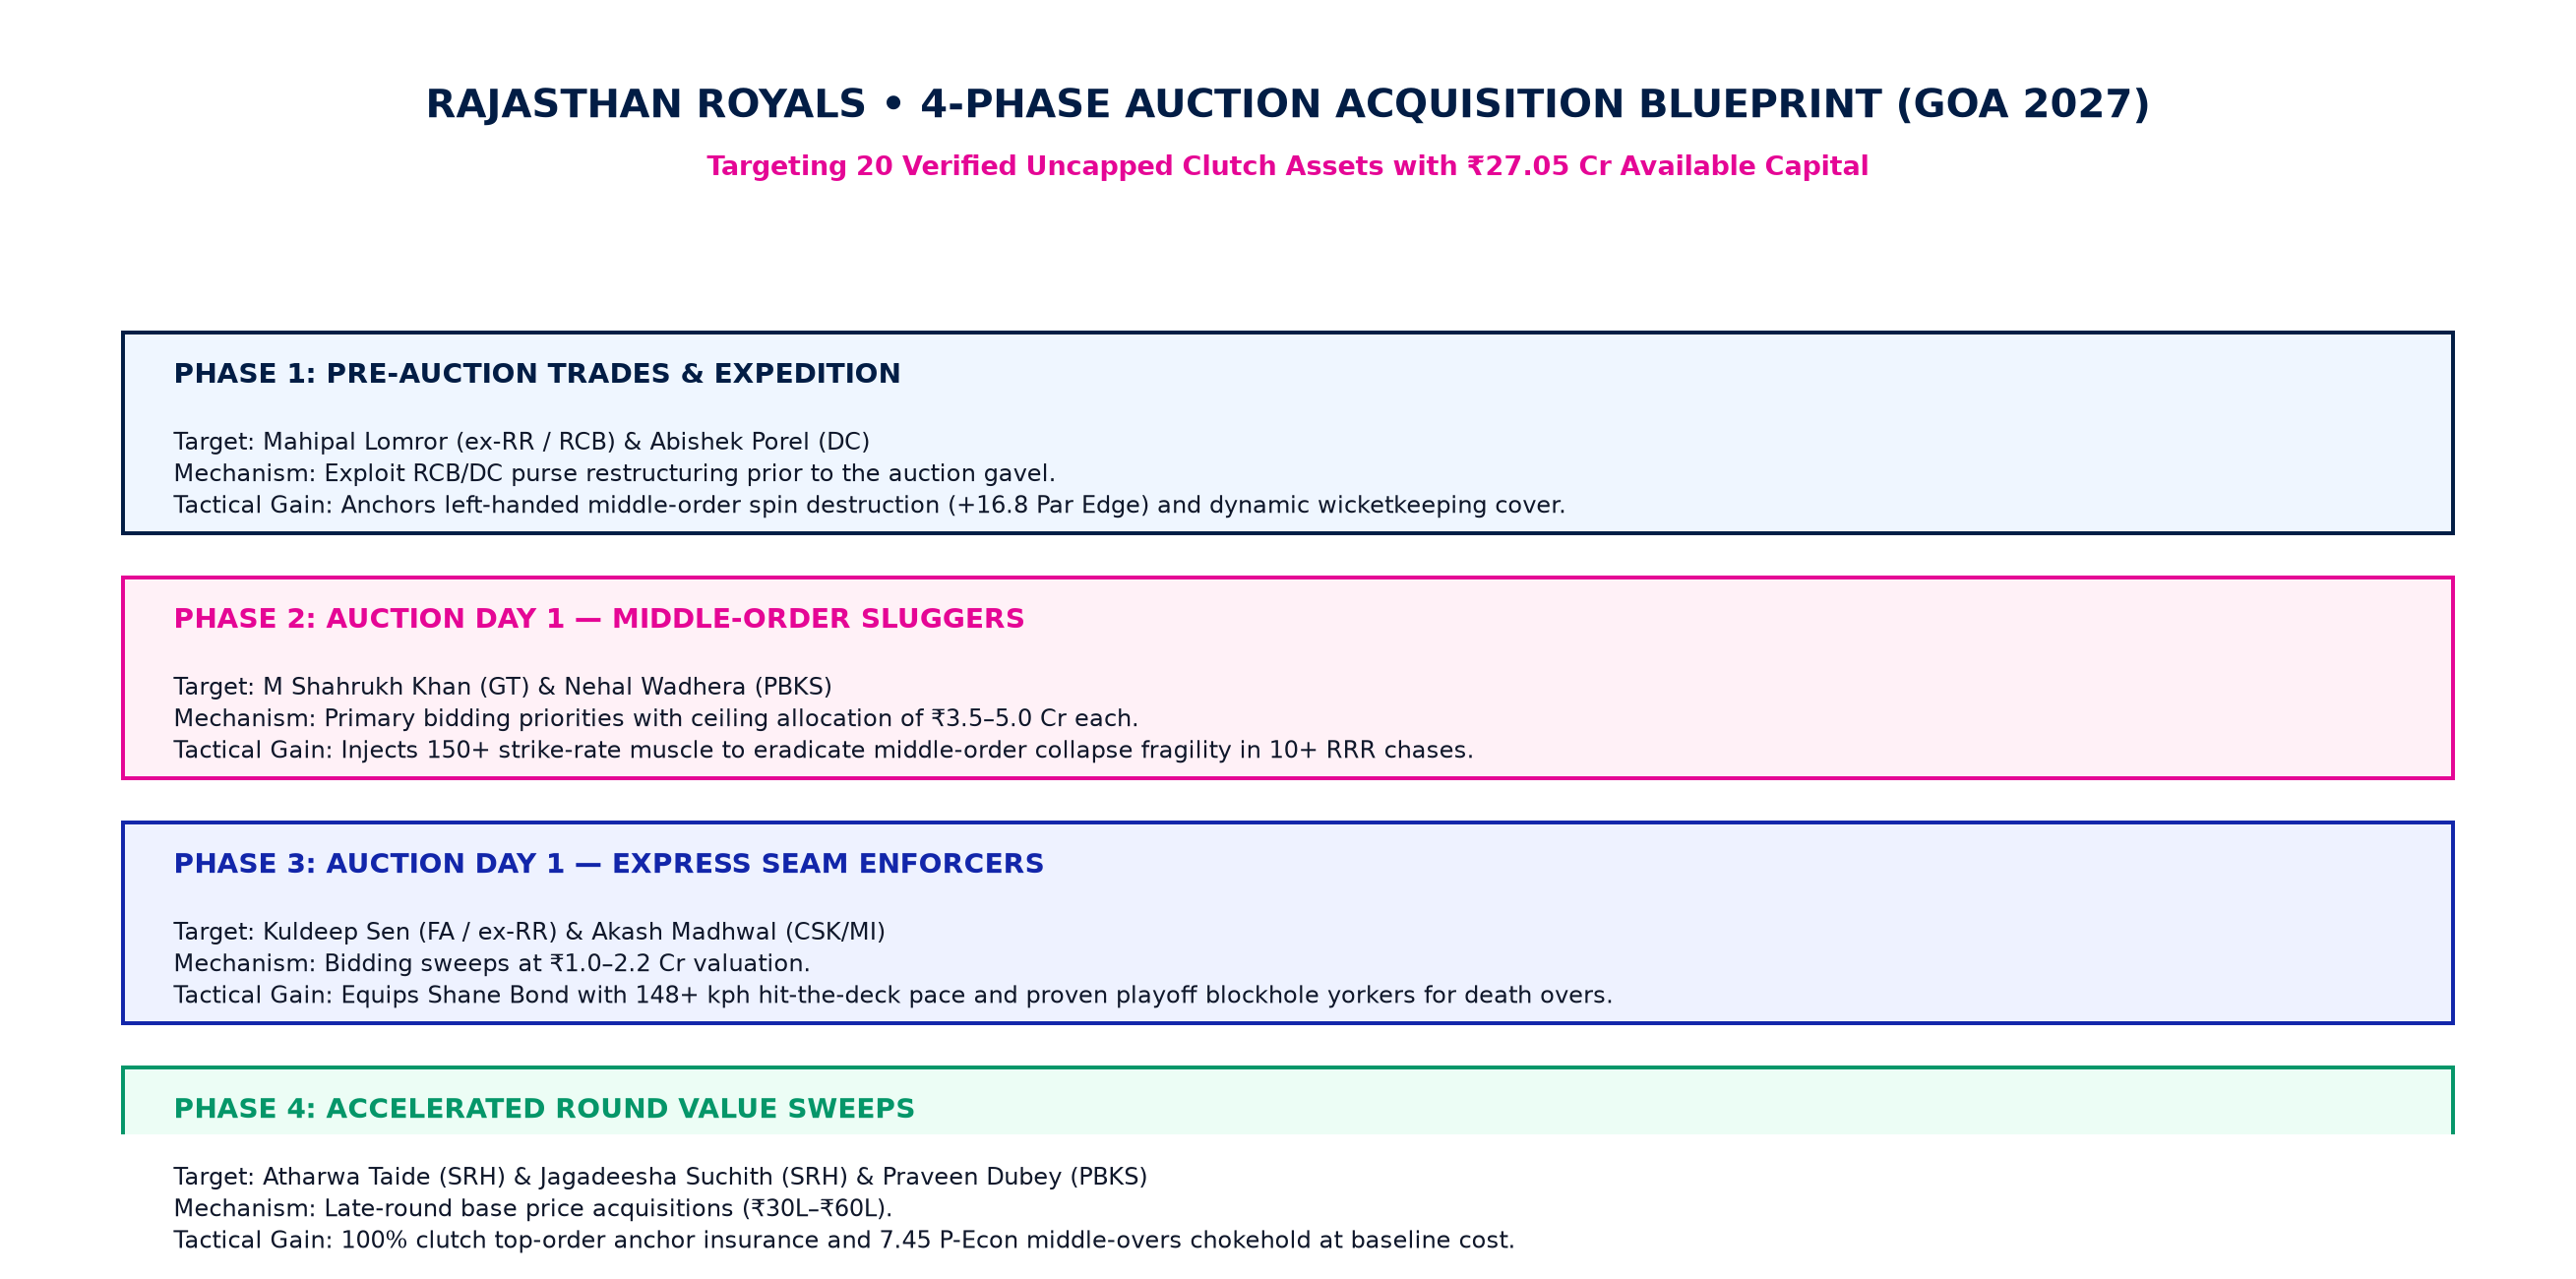 RAJASTHAN ROYALS • 4-PHASE AUCTION ACQUISITION BLUEPRINT (GOA 2027)
Targeting 20 Verified Uncapped Clutch Assets with ₹27.05 Cr Available Capital
PHASE 1: PRE-AUCTION TRADES & EXPEDITION
Target: Mahipal Lomror (ex-RR / RCB) & Abishek Porel (DC)
Mechanism: Exploit RCB/DC purse restructuring prior to the auction gavel.
Tactical Gain: Anchors left-handed middle-order spin destruction (+16.8 Par Edge) and dynamic wicketkeeping cover.
PHASE 2: AUCTION DAY 1 — MIDDLE-ORDER SLUGGERS
Target: M Shahrukh Khan (GT) & Nehal Wadhera (PBKS)
Mechanism: Primary bidding priorities with ceiling allocation of ₹3.5–5.0 Cr each.
Tactical Gain: Injects 150+ strike-rate muscle to eradicate middle-order collapse fragility in 10+ RRR chases.
PHASE 3: AUCTION DAY 1 — EXPRESS SEAM ENFORCERS
Target: Kuldeep Sen (FA / ex-RR) & Akash Madhwal (CSK/MI)
Mechanism: Bidding sweeps at ₹1.0–2.2 Cr valuation.
Tactical Gain: Equips Shane Bond with 148+ kph hit-the-deck pace and proven playoff blockhole yorkers for death overs.
PHASE 4: ACCELERATED ROUND VALUE SWEEPS
Target: Atharwa Taide (SRH) & Jagadeesha Suchith (SRH) & Praveen Dubey (PBKS)
Mechanism: Late-round base price acquisitions (₹30L–₹60L).
Tactical Gain: 100% clutch top-order anchor insurance and 7.45 P-Econ middle-overs chokehold at baseline cost.